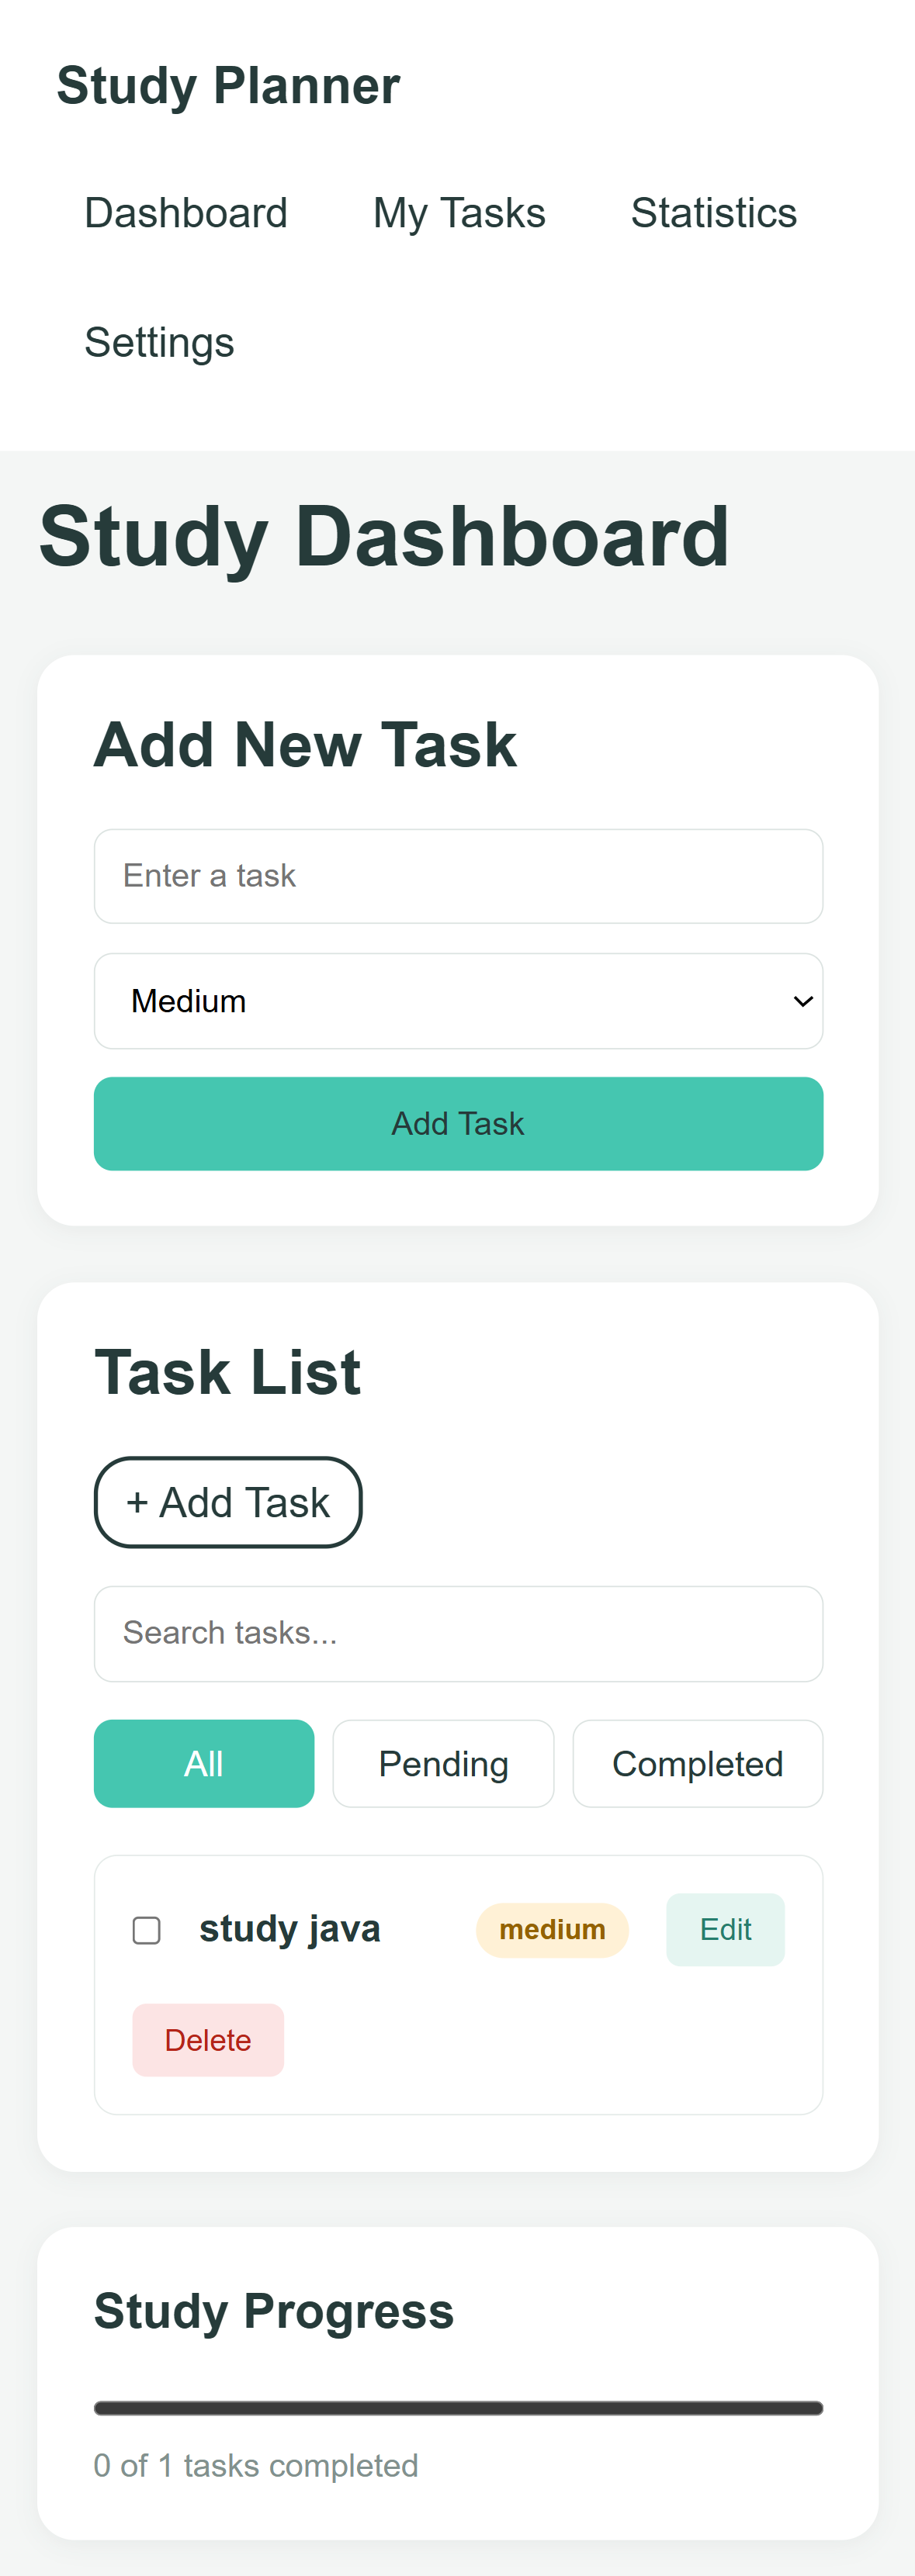 Study Planner
Dashboard My Tasks Statistics
Settings
Study Dashboard
Add New Task
Enter a task
Medium
Add Task
Task List
+ Add Task
Search tasks...
All Pending Completed
study java medium Edit
Delete
Study Progress
0 of 1 tasks completed